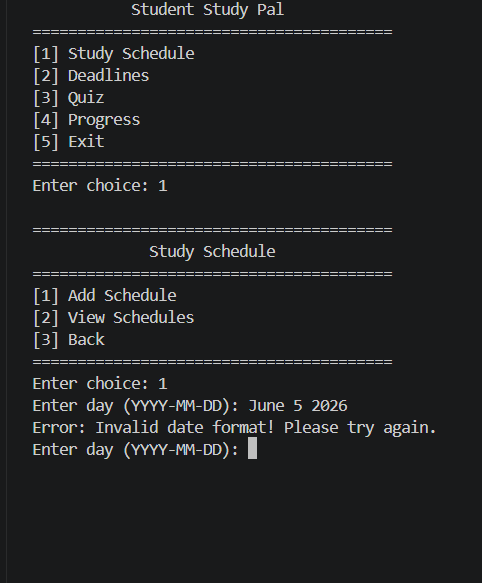 Student Study Pal
========================================
[1] Study Schedule
[2] Deadlines
[3] Quiz
[4] Progress
[5] Exit
========================================
Enter choice: 1
========================================
Study Schedule
========================================
[1] Add Schedule
[2] View Schedules
[3] Back
========================================
Enter choice: 1
Enter day (YYYY-MM-DD): June 5 2026
Error: Invalid date format! Please try again.
Enter day (YYYY-MM-DD):